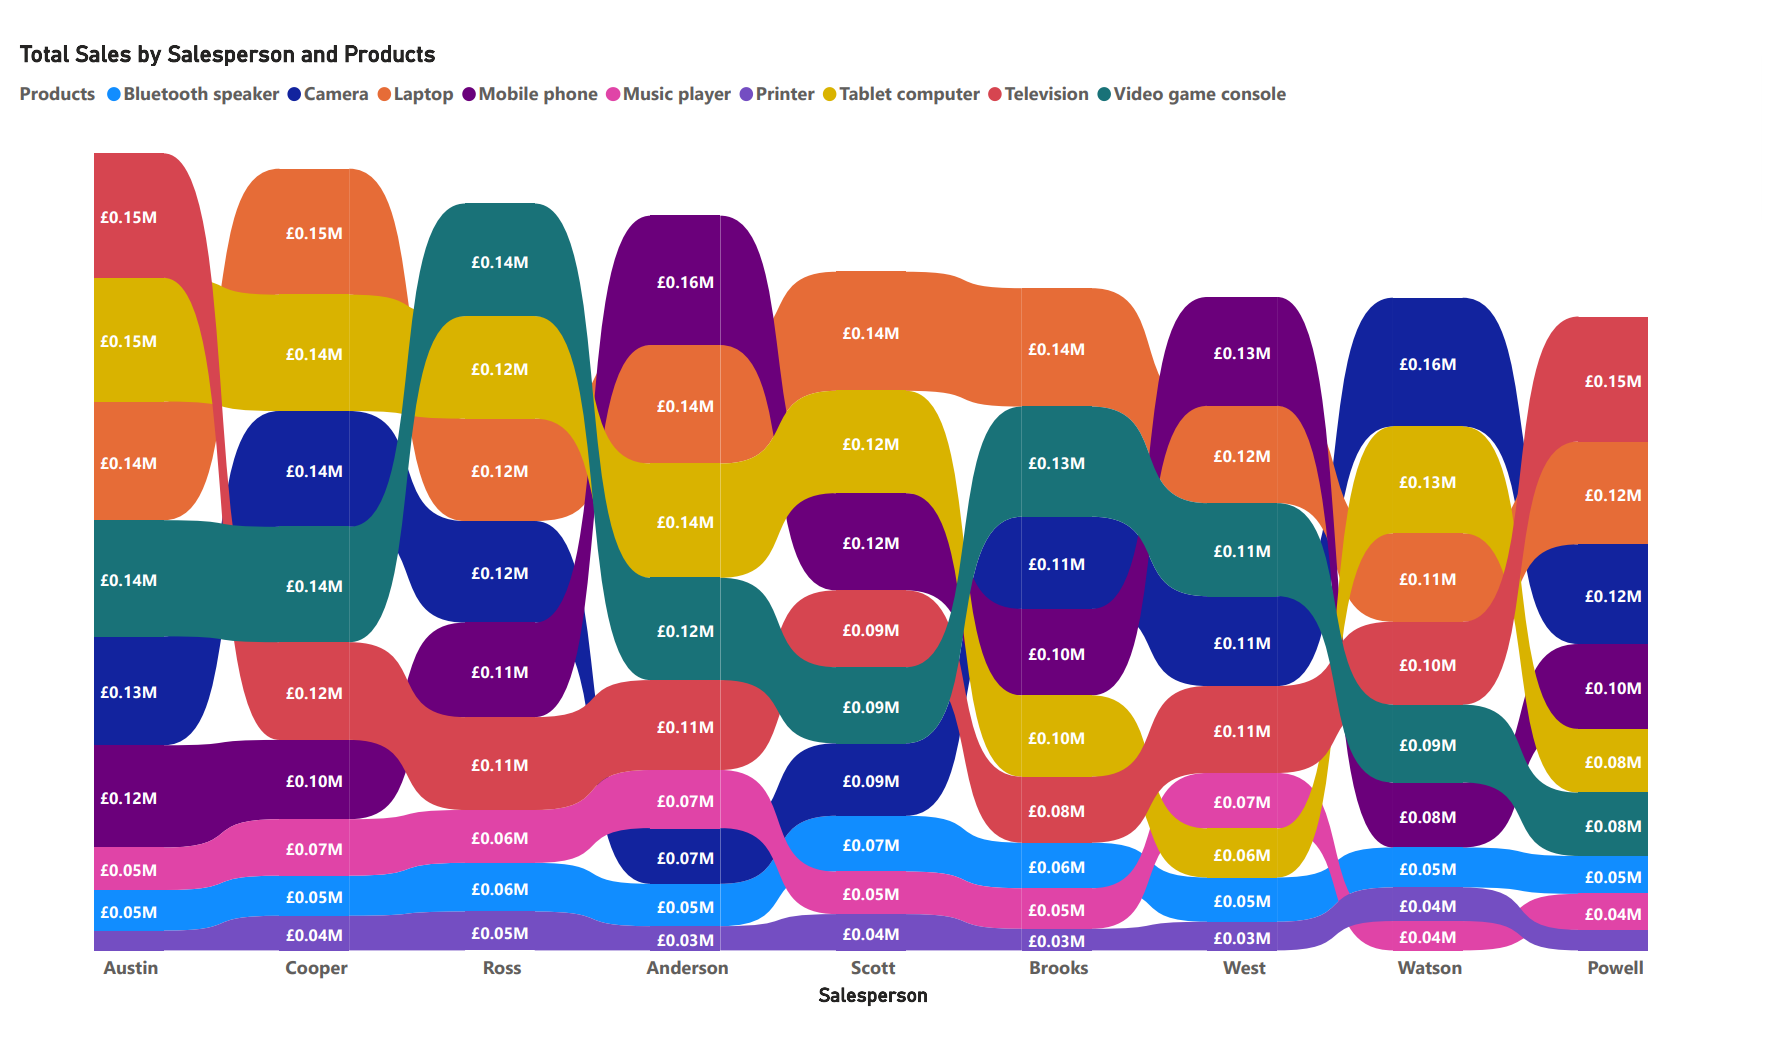 Total Sales by Salesperson and Products
Products Bluetooth speaker Camera Laptop Mobile phone Music player Printer Tablet computer Television Video game console
£0.15M
£0.15M
£0.14M
£0.14M
£0.13M
£0.12M
£0.05M
£0.05M
£0.15M
£0.14M
£0.14M
£0.14M
£0.12M
£0.10M
£0.07M
£0.05M
£0.04M
£0.14M
£0.12M
£0.12M
£0.12M
£0.11M
£0.11M
£0.06M
£0.06M
£0.05M
£0.16M
£0.14M
£0.14M
£0.12M
£0.11M
£0.07M
£0.07M
£0.05M
£0.03M
£0.14M
£0.12M
£0.12M
£0.09M
£0.09M
£0.09M
£0.07M
£0.05M
£0.04M
£0.14M
£0.13M
£0.11M
£0.10M
£0.10M
£0.08M
£0.06M
£0.05M
£0.03M
£0.13M
£0.12M
£0.11M
£0.11M
£0.11M
£0.07M
£0.06M
£0.05M
£0.03M
£0.16M
£0.13M
£0.11M
£0.10M
£0.09M
£0.08M
£0.05M
£0.04M
£0.04M
£0.15M
£0.12M
£0.12M
£0.10M
£0.08M
£0.08M
£0.05M
£0.04M
Austin Cooper Ross Anderson Scott Brooks West Watson Powell
Salesperson